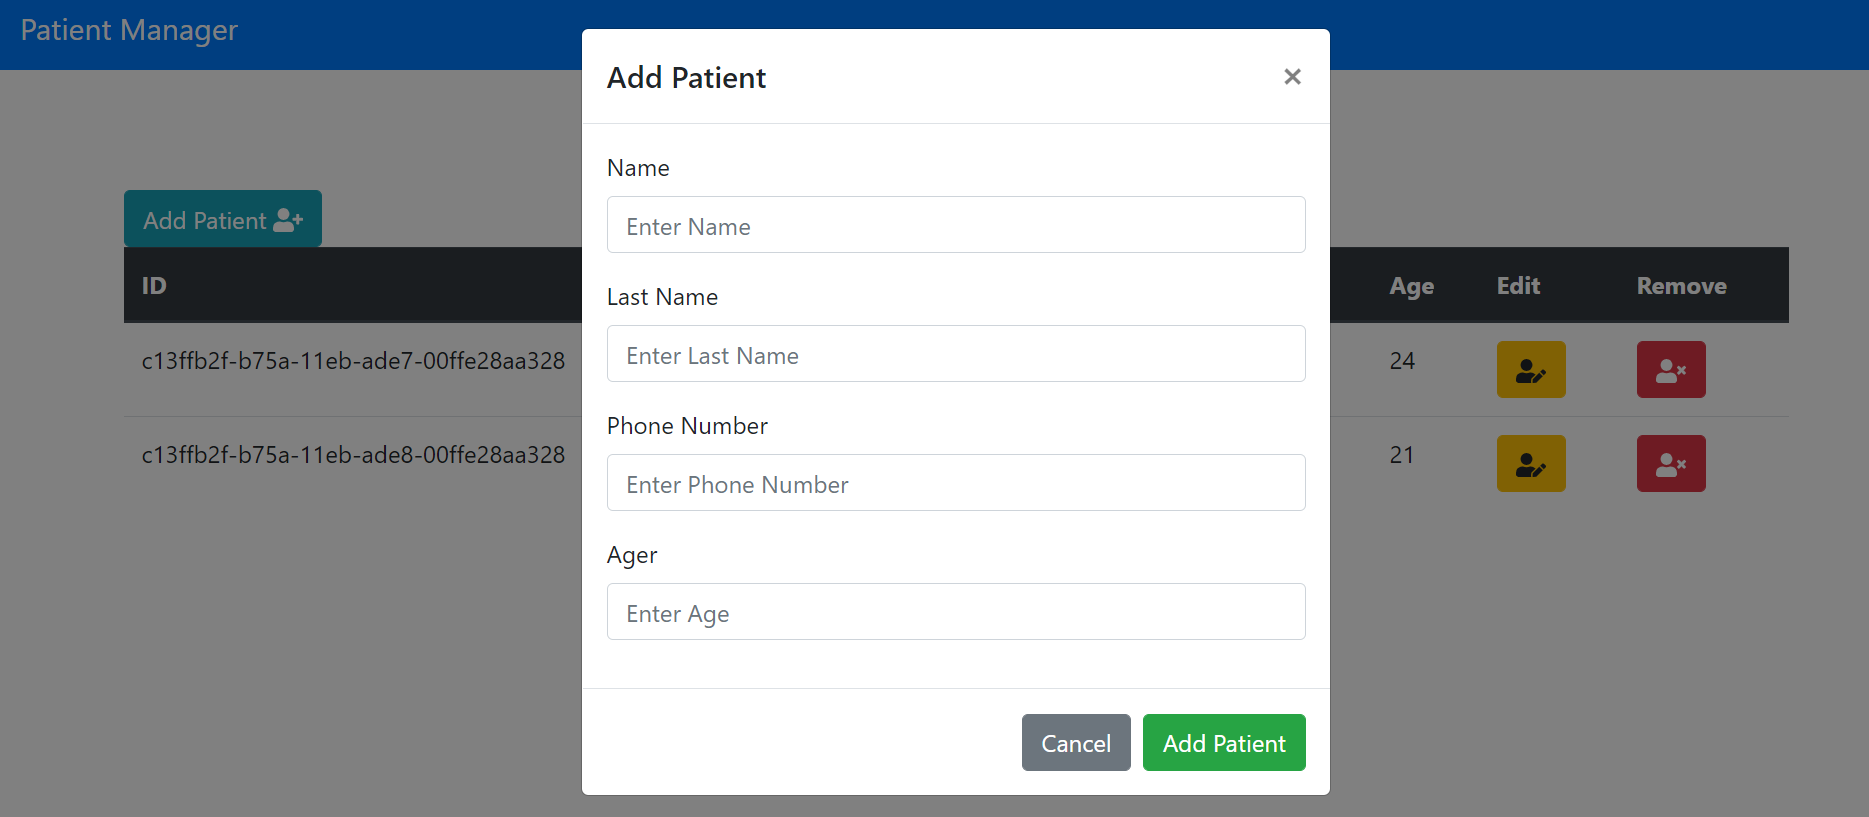 Patient Manager
Add Patient
×
Name
Enter Name
Last Name
Enter Last Name
Phone Number
Enter Phone Number
Ager
Enter Age
Cancel Add Patient
Add Patient
ID Age Edit Remove
c13ffb2f-b75a-11eb-ade7-00ffe28aa328 24
c13ffb2f-b75a-11eb-ade8-00ffe28aa328 21